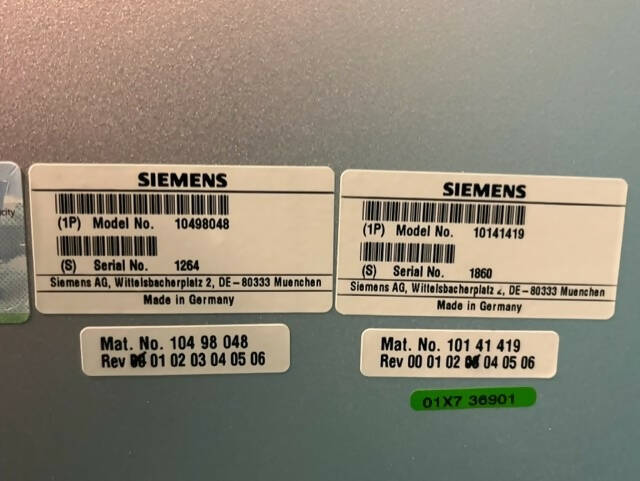 city
SIEMENS
(1P) Model No. 10498048
(S) Serial No. 1264
Siemens AG, Wittelsbacherplatz 2, DE-80333 Muenchen
Made in Germany
Mat. No. 104 98 048
Rev 01 02 03 04 05 06
SIEMENS
(1P) Model No. 10141419
(S) Serial No. 1860
Siemens AG, Wittelsbacherplatz 2, DE-80333 Muenchen
Made in Germany
Mat. No. 101 41 419
Rev 00 01 02 04 05 06
01X7 36901